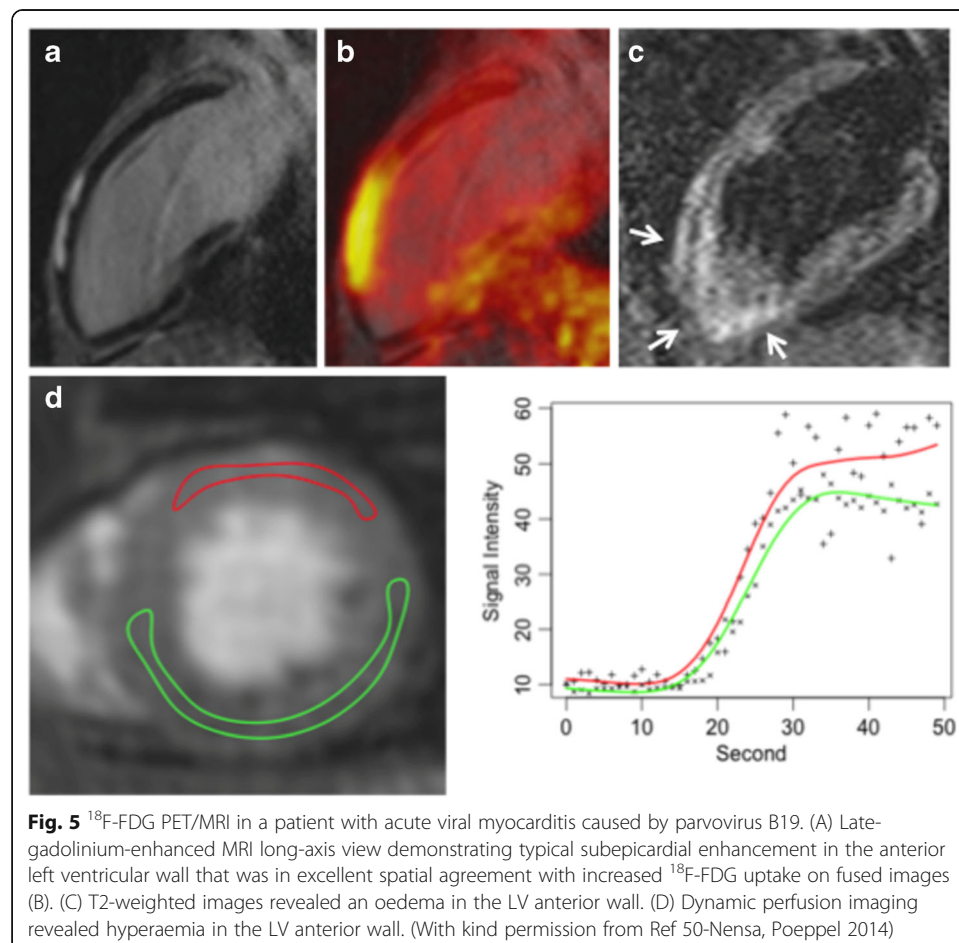 a
b
c
d
60
50
40
30
20
10
Signal Intensity
0 10 20 30 40 50
Second
Fig. 5 ¹⁸F-FDG PET/MRI in a patient with acute viral myocarditis caused by parvovirus B19. (A) Late-
gadolinium-enhanced MRI long-axis view demonstrating typical subepicardial enhancement in the anterior
left ventricular wall that was in excellent spatial agreement with increased ¹⁸F-FDG uptake on fused images
(B). (C) T2-weighted images revealed an oedema in the LV anterior wall. (D) Dynamic perfusion imaging
revealed hyperaemia in the LV anterior wall. (With kind permission from Ref 50-Nensa, Poeppel 2014)